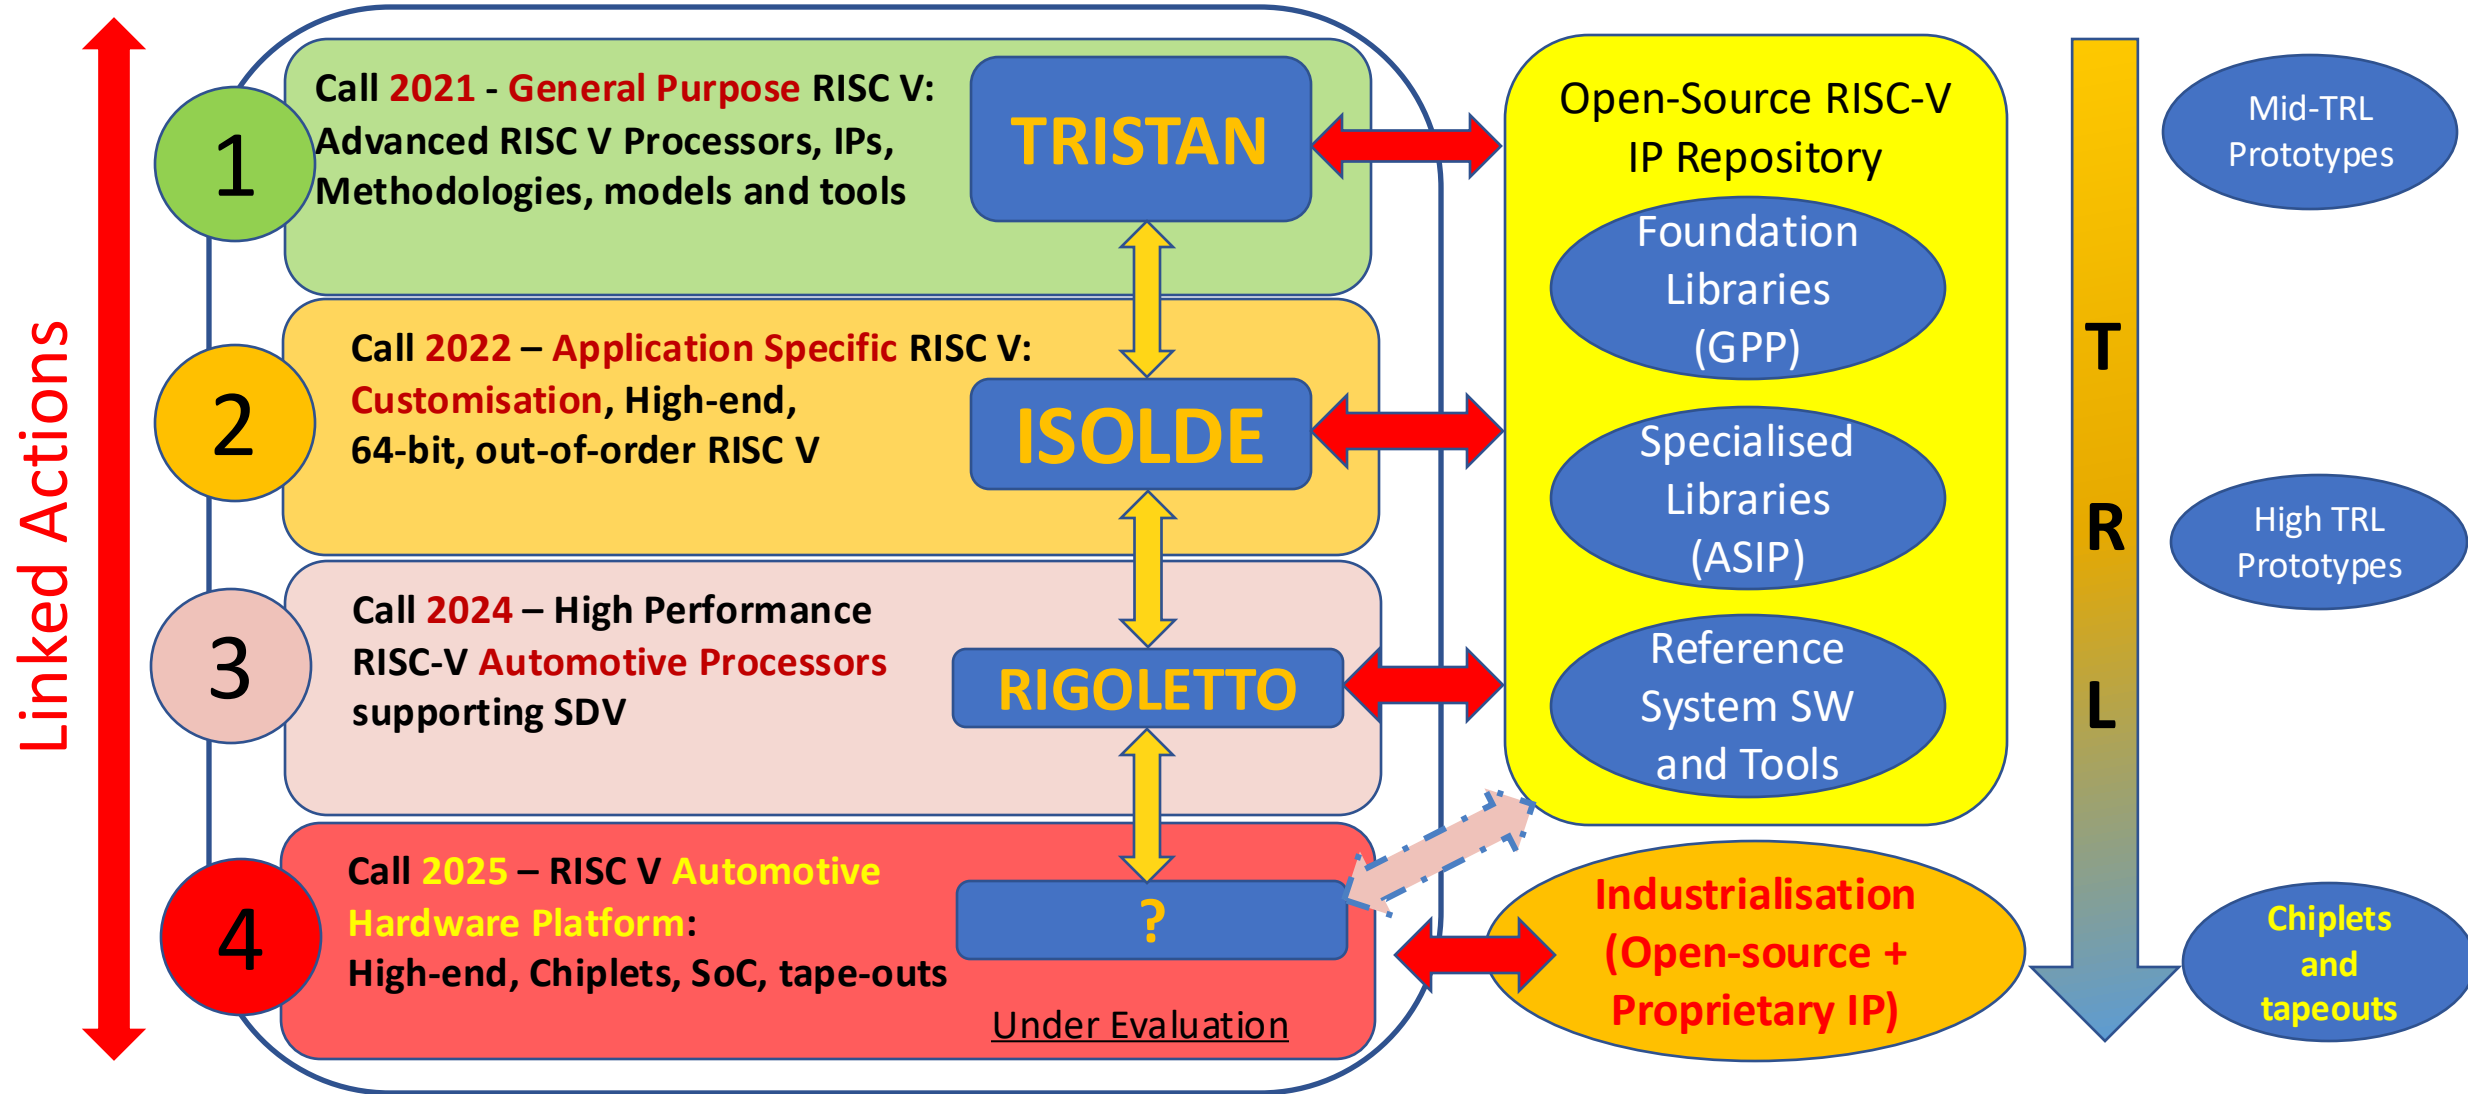 Linked Actions
1
Call 2021 - General Purpose RISC V:
Advanced RISC V Processors, IPs,
Methodologies, models and tools
TRISTAN
2
Call 2022 – Application Specific RISC V:
Customisation, High-end,
64-bit, out-of-order RISC V
ISOLDE
3
Call 2024 – High Performance
RISC-V Automotive Processors
supporting SDV
RIGOLETTO
4
Call 2025 – RISC V Automotive
Hardware Platform:
High-end, Chiplets, SoC, tape-outs
?
Under Evaluation
Open-Source RISC-V
IP Repository
Foundation
Libraries
(GPP)
Specialised
Libraries
(ASIP)
Reference
System SW
and Tools
Industrialisation
(Open-source +
Proprietary IP)
T
R
L
Mid-TRL
Prototypes
High TRL
Prototypes
Chiplets
and
tapeouts